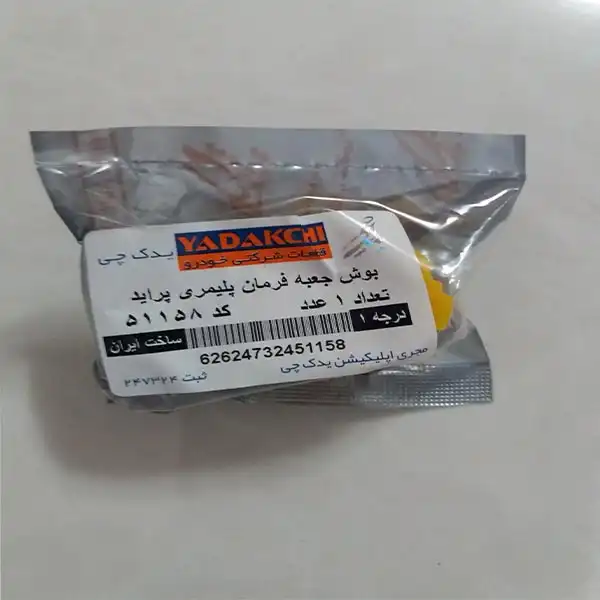 یدک چی YADAKCHI
قطعات شرکتی خودرو
بوش جعبه فرمان پلیمری پراید
تعداد ۱ عدد کد ۵۱۱۵۸
درجه ۱ ساخت ایران
62624732451158
مجری اپلیکیشن یدک چی ثبت ۲۴۷۳۲۴